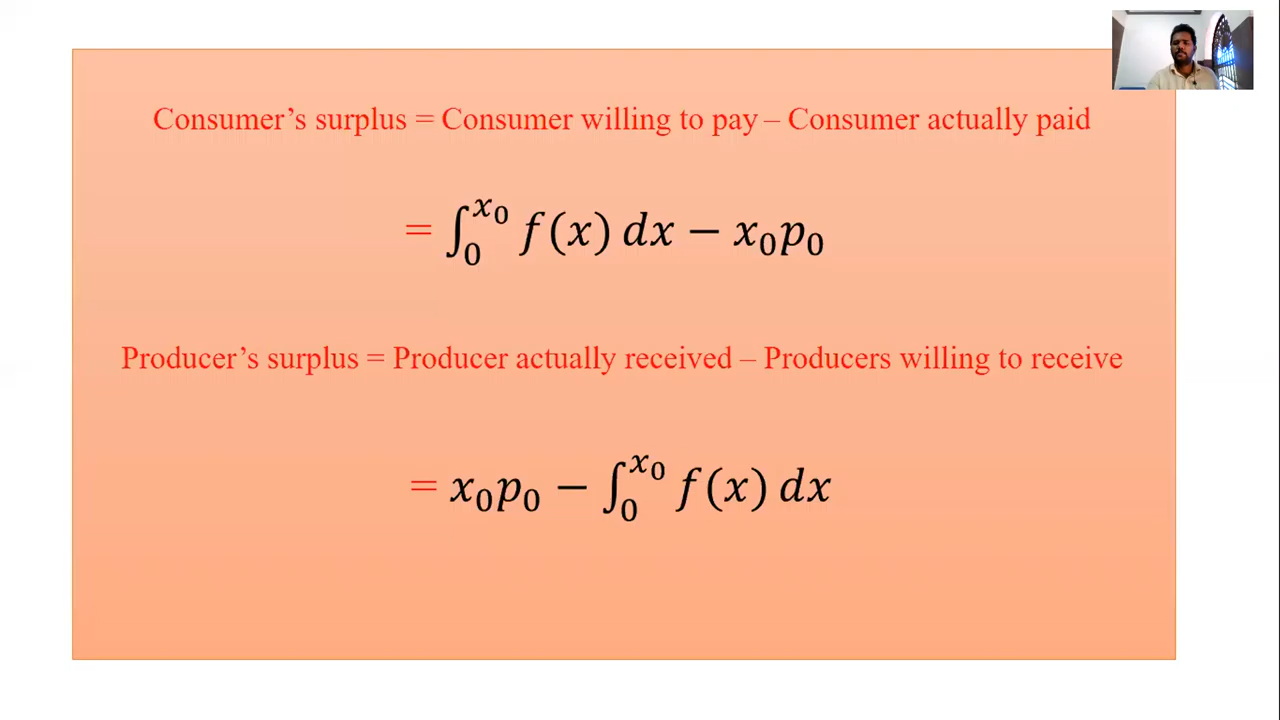 Consumer’s surplus = Consumer willing to pay – Consumer actually paid
= ∫₀^{x₀} f(x) dx − x₀p₀
Producer’s surplus = Producer actually received – Producers willing to receive
= x₀p₀ − ∫₀^{x₀} f(x) dx